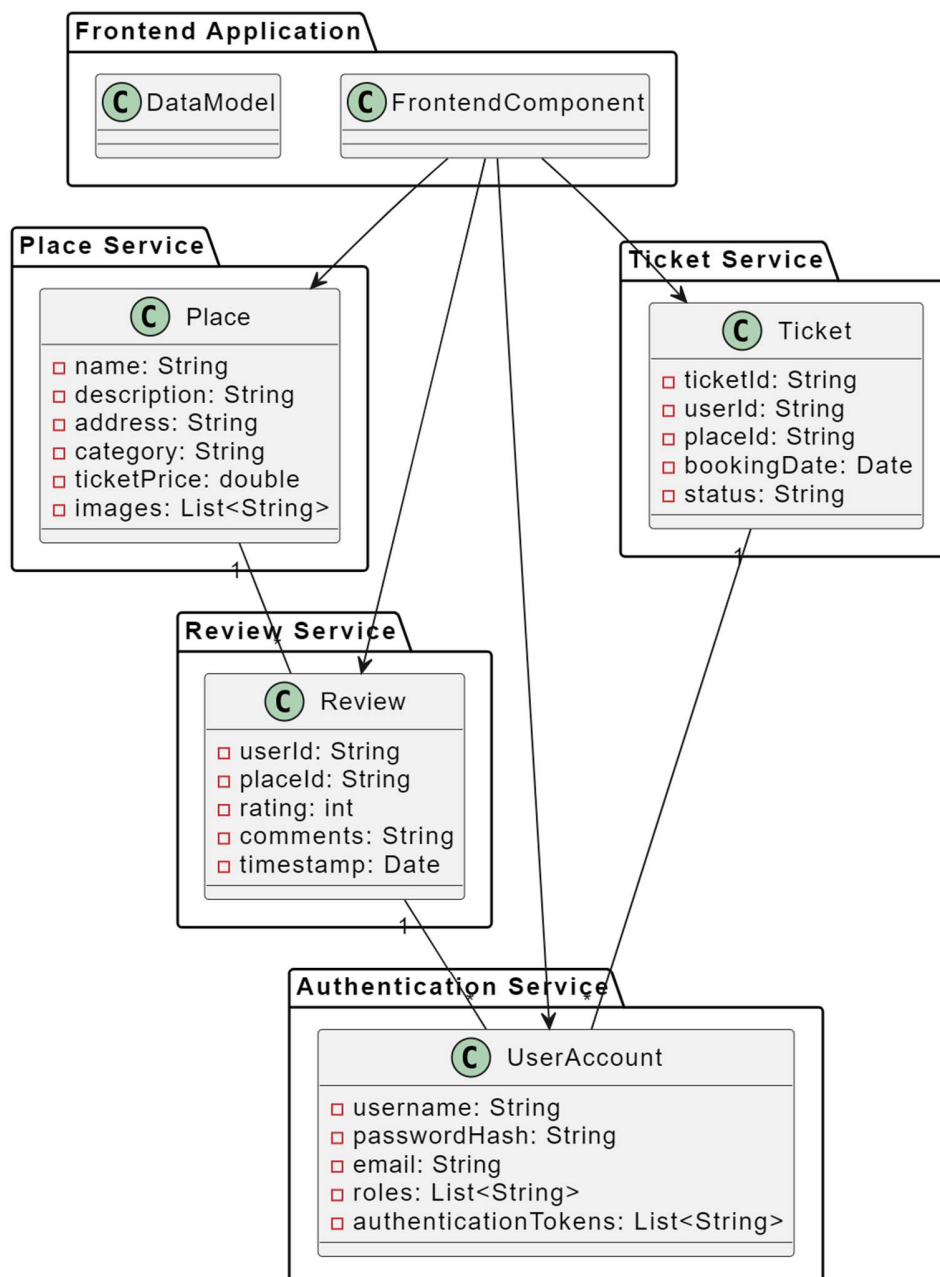 Frontend Application
C DataModel
C FrontendComponent
Place Service
C Place
name: String
description: String
address: String
category: String
ticketPrice: double
images: List<String>
1
*
Ticket Service
C Ticket
ticketId: String
userId: String
placeId: String
bookingDate: Date
status: String
1
*
Review Service
C Review
userId: String
placeId: String
rating: int
comments: String
timestamp: Date
1
*
Authentication Service
C UserAccount
username: String
passwordHash: String
email: String
roles: List<String>
authenticationTokens: List<String>